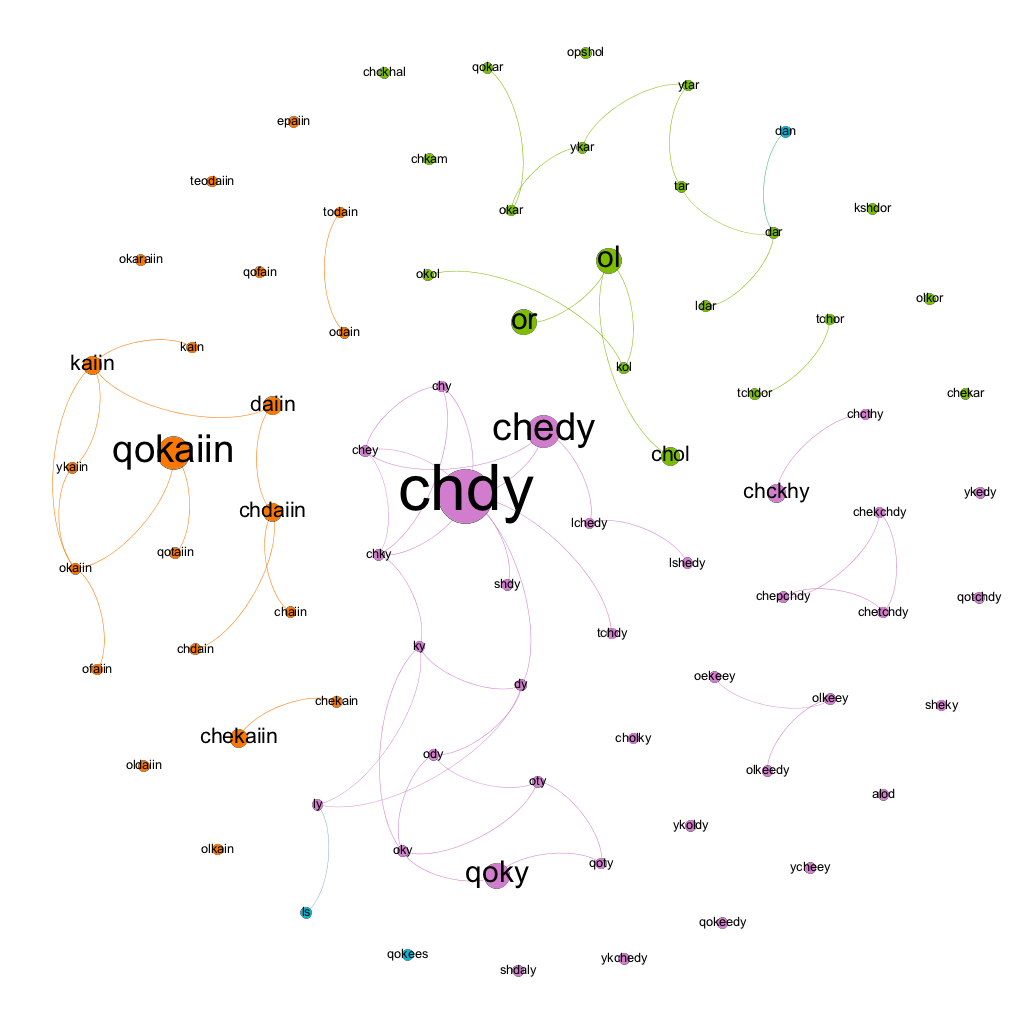 opshol
qokar
chckhal
ytar
epaiin
dan
ykar
chkam
teodaiin
tar
todain
okar
kshdor
dar
okaraiin
ol
qofain
okol
olkor
ldar
or
tchor
odain
kain
kaiin
kol
chy
tchdor
chekar
daiin
chcthy
chedy
qokaiin
chey
chol
ykaiin
chdy
chckhy
ykedy
chdaiin
chekchdy
lchedy
qotaiin
chky
okaiin
lshedy
shdy
chepchdy
qotchdy
chaiin
chetchdy
tchdy
chdain
ky
ofaiin
oekeey
dy
olkeey
chekain
sheky
chekaiin
cholky
ody
oldaiin
olkeedy
oty
alod
ly
ykoldy
olkain
oky
qoty
ycheey
qoky
ls
qokeedy
qokees
ykchedy
shdaly